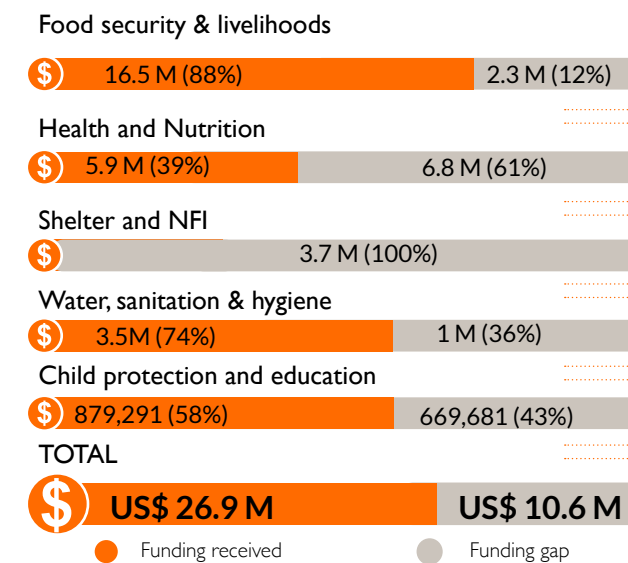 Food security & livelihoods
$ 16.5 M (88%) 2.3 M (12%)
Health and Nutrition
$ 5.9 M (39%) 6.8 M (61%)
Shelter and NFI
$ 3.7 M (100%)
Water, sanitation & hygiene
$ 3.5M (74%) 1 M (36%)
Child protection and education
$ 879,291 (58%) 669,681 (43%)
TOTAL
$ US$ 26.9 M US$ 10.6 M
Funding received Funding gap